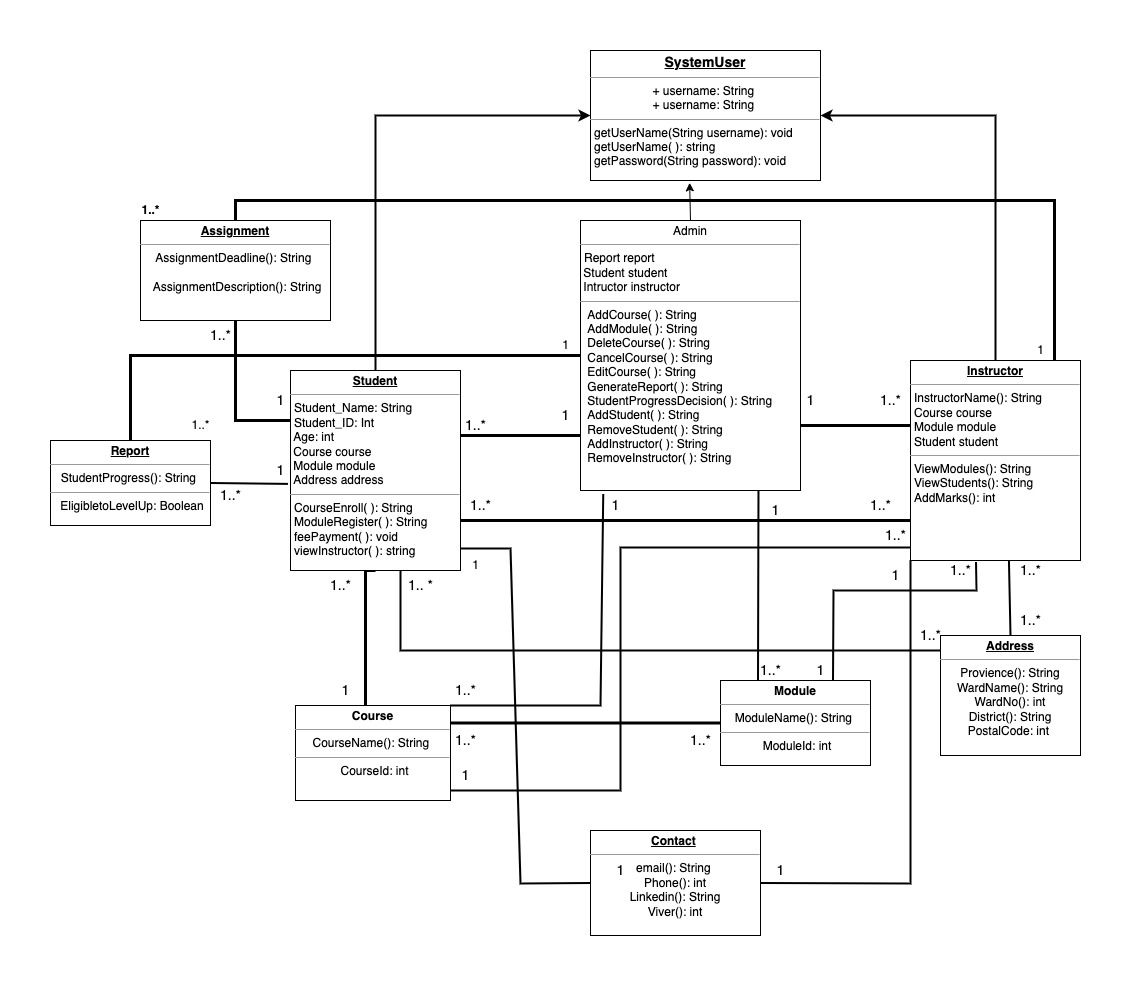 SystemUser
+ username: String
+ username: String
getUserName(String username): void
getUserName( ): string
getPassword(String password): void
1..*
Assignment
AssignmentDeadline(): String
AssignmentDescription(): String
1..*
Admin
Report report
Student student
Intructor instructor
AddCourse( ): String
AddModule( ): String
DeleteCourse( ): String
CancelCourse( ): String
EditCourse( ): String
GenerateReport( ): String
StudentProgressDecision( ): String
AddStudent( ): String
RemoveStudent( ): String
AddInstructor( ): String
RemoveInstructor( ): String
1
1
1
1..*
1
1..*
Instructor
InstructorName(): String
Course course
Module module
Student student
ViewModules(): String
ViewStudents(): String
AddMarks(): int
Student
Student_Name: String
Student_ID: Int
Age: int
Course course
Module module
Address address
CourseEnroll( ): String
ModuleRegister( ): String
feePayment( ): void
viewInstructor( ): string
1
1..*
Report
StudentProgress(): String
EligibletoLevelUp: Boolean
1
1..*
1..*
1
1
1..*
1..*
1
1
1..*
1..*
1..*
1.. *
1..*
1..*
Address
Provience(): String
WardName(): String
WardNo(): int
District(): String
PostalCode: int
1..*
1
Module
ModuleName(): String
ModuleId: int
1
1..*
Course
CourseName(): String
CourseId: int
1..*
1..*
1
Contact
1
email(): String
Phone(): int
Linkedin(): String
Viver(): int
1